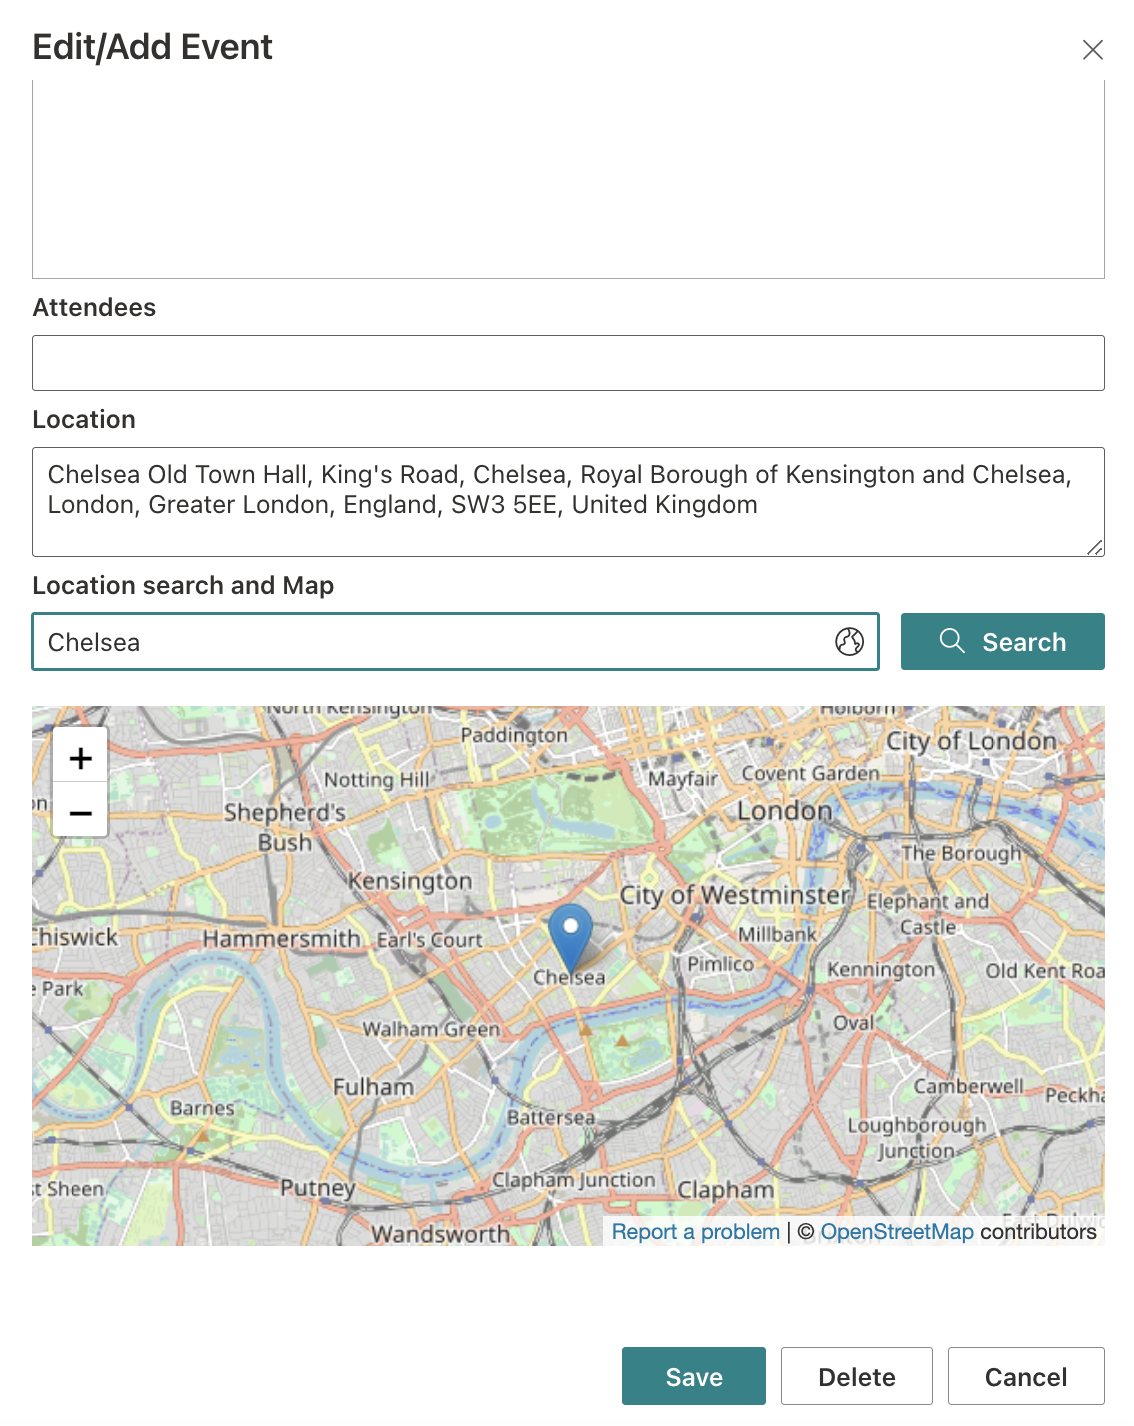 Edit/Add Event
Attendees
Location
Chelsea Old Town Hall, King's Road, Chelsea, Royal Borough of Kensington and Chelsea,
London, Greater London, England, SW3 5EE, United Kingdom
Location search and Map
Chelsea
Search
North Kensington
Holborn
Paddington
City of London
+
Notting Hill
Mayfair
Covent Garden
Shepherd's
Bush
London
−
The Borough
Kensington
City of Westminster
Elephant and
Castle
Chiswick
Hammersmith
Earl's Court
Millbank
Chelsea
Pimlico
Kennington
Old Kent Roa
e Park
Walham Green
Oval
Fulham
Camberwell
Peckha
Barnes
Battersea
Loughborough
Junction
st Sheen
Putney
Clapham Junction
Clapham
Wandsworth
Report a problem | © OpenStreetMap contributors
Save
Delete
Cancel